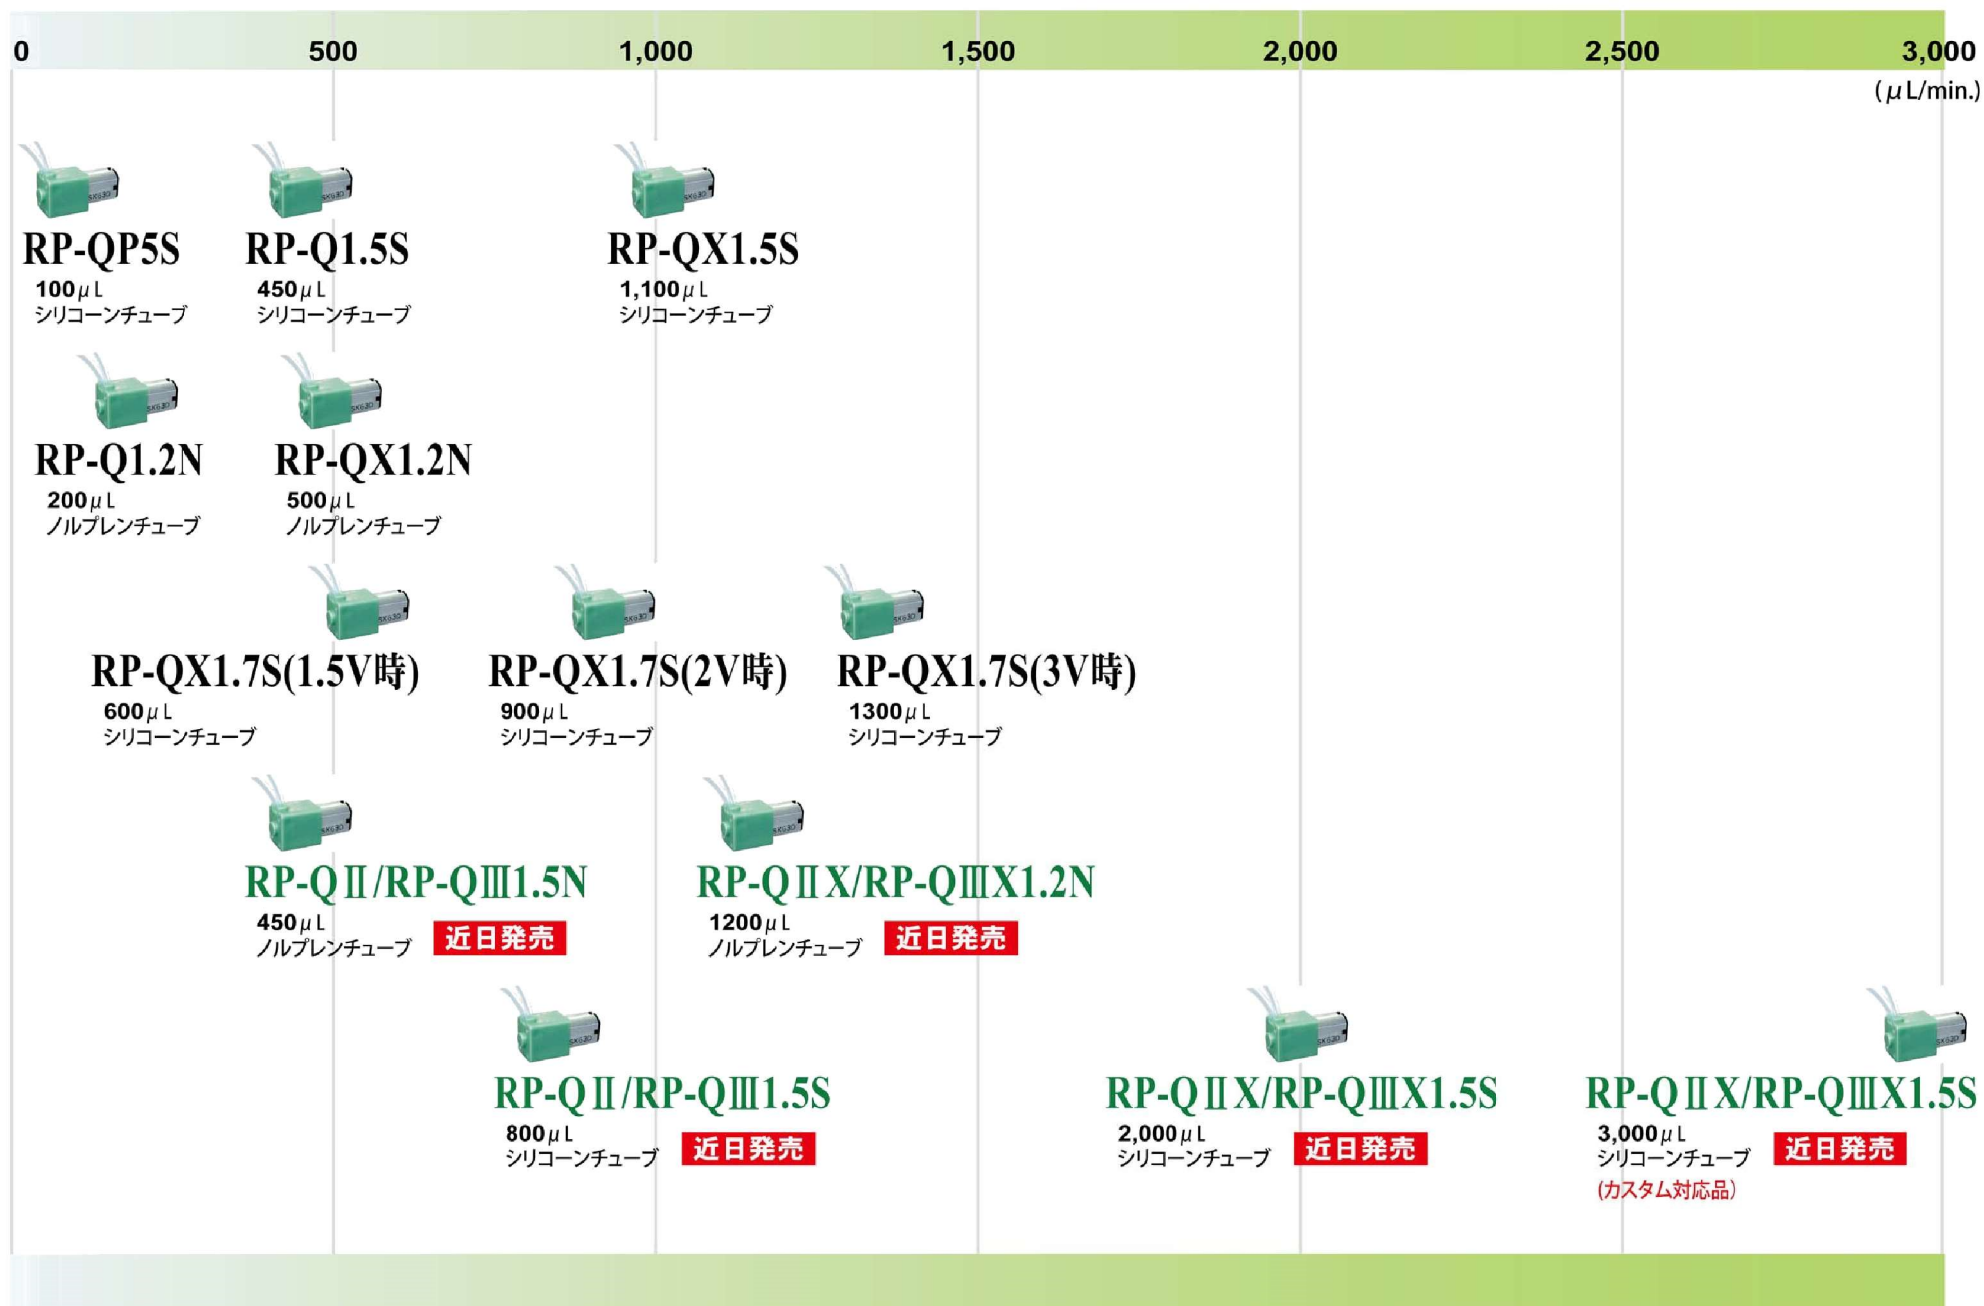 0 500 1,000 1,500 2,000 2,500 3,000
(μL/min.)
RP-QP5S RP-Q1.5S RP-QX1.5S
100μL 450μL 1,100μL
シリコーンチューブ シリコーンチューブ シリコーンチューブ
RP-Q1.2N RP-QX1.2N
200μL 500μL
ノルプレンチューブ ノルプレンチューブ
RP-QX1.7S(1.5V時) RP-QX1.7S(2V時) RP-QX1.7S(3V時)
600μL 900μL 1300μL
シリコーンチューブ シリコーンチューブ シリコーンチューブ
RP-QⅡ/RP-QⅢ1.5N RP-QⅡX/RP-QⅢX1.2N
450μL 1200μL
ノルプレンチューブ 近日発売 ノルプレンチューブ 近日発売
RP-QⅡ/RP-QⅢ1.5S RP-QⅡX/RP-QⅢX1.5S RP-QⅡX/RP-QⅢX1.5S
800μL 2,000μL 3,000μL
シリコーンチューブ 近日発売 シリコーンチューブ 近日発売 シリコーンチューブ 近日発売
(カスタム対応品)